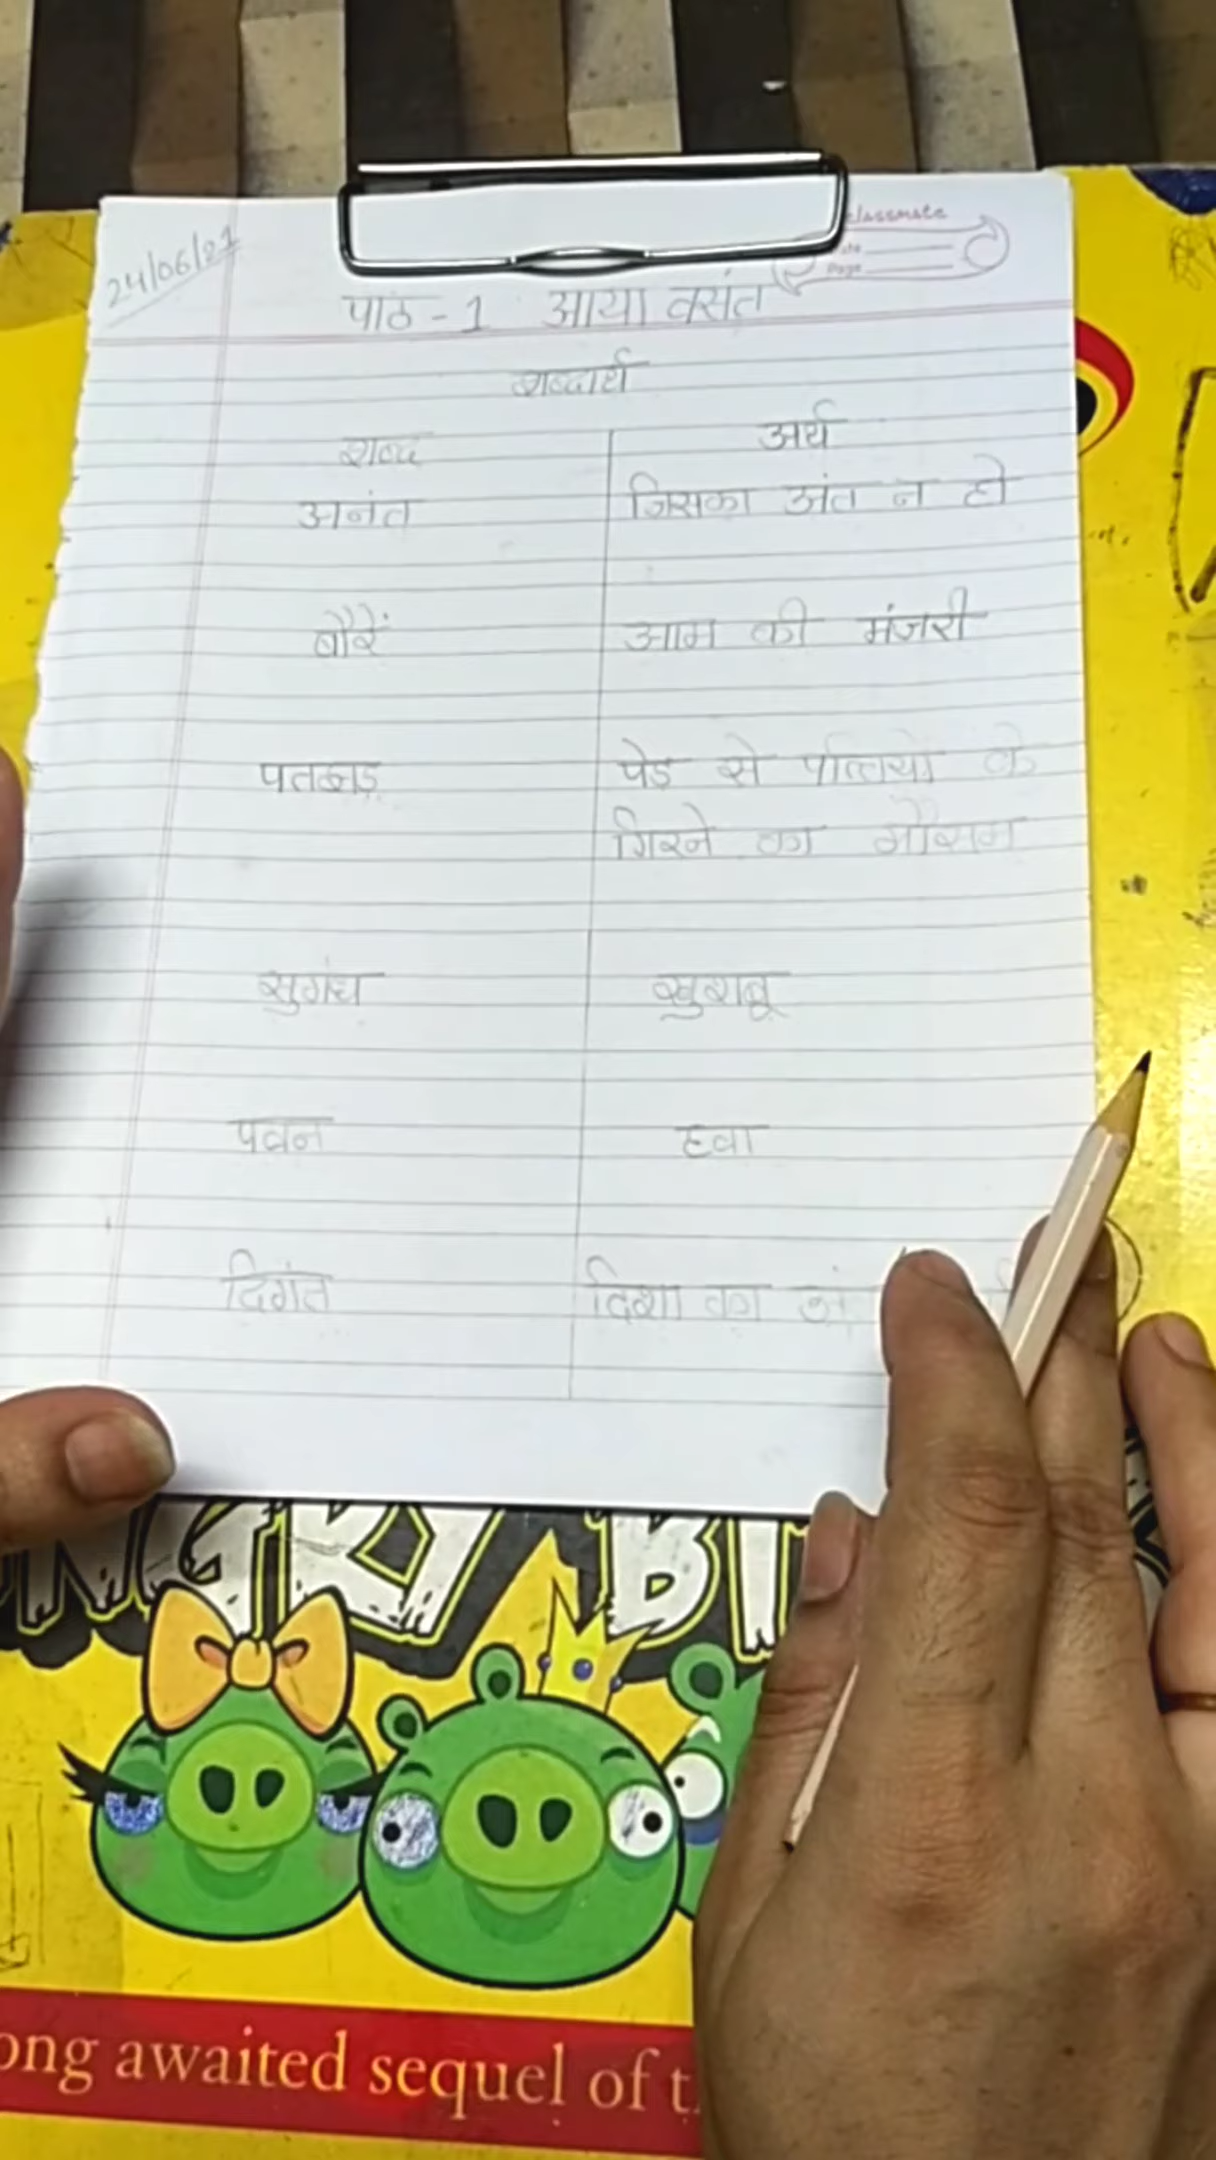 classmate
Date
Page
24/06/21
पाठ - 1 आया वसंत
शब्दार्थ
शब्द अर्थ
अनंत जिसका अंत न हो
बौरें आम की मंजरी
पतझड़ पेड़ से पत्तियों के
गिरने का मौसम
सुगंध खुशबू
पवन हवा
दिगंत दिशा का
ong awaited sequel of t